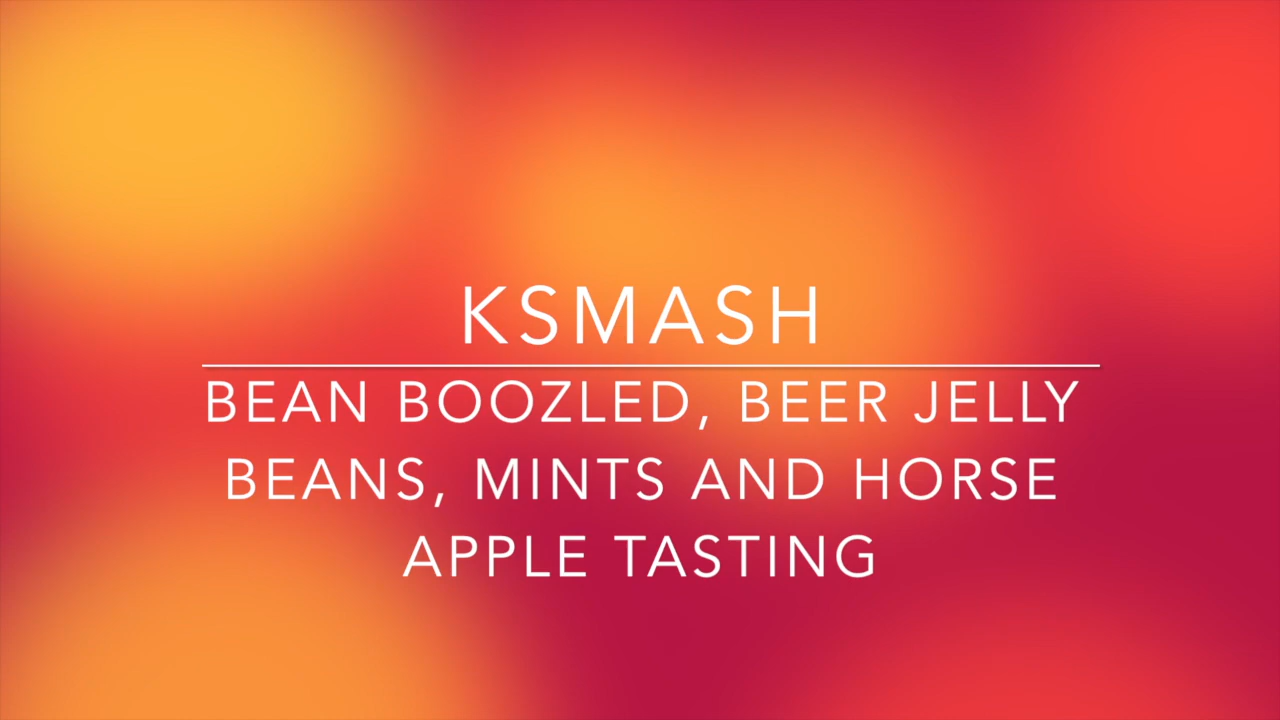 KSMASH
BEAN BOOZLED, BEER JELLY
BEANS, MINTS AND HORSE
APPLE TASTING